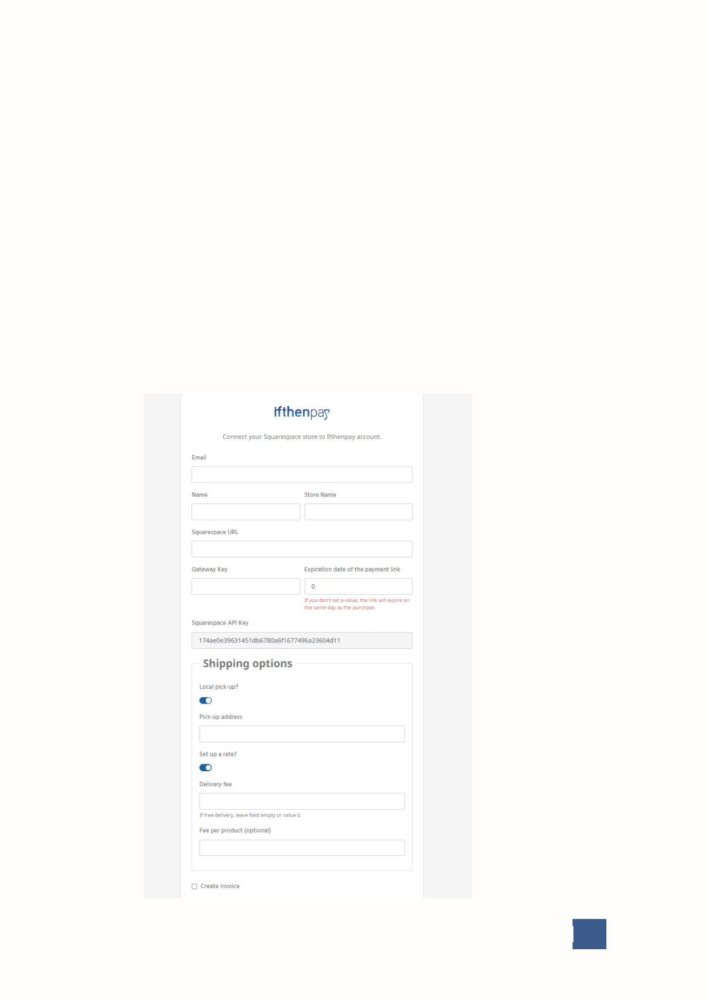 ifthenpay
Connect your Squarespace store to Ifthenpay account.
Email
Name
Store Name
Squarespace URL
Gateway Key
Expiration date of the payment link
0
If you don't set a value, the link will expire on
the same day as the purchase.
Squarespace API Key
174ae0e39631451db6780a6f1677496a23604d11
Shipping options
Local pick-up?
Pick-up address
Set up a rate?
Delivery fee
If free delivery, leave field empty or value 0.
Fee per product (optional)
Create invoice